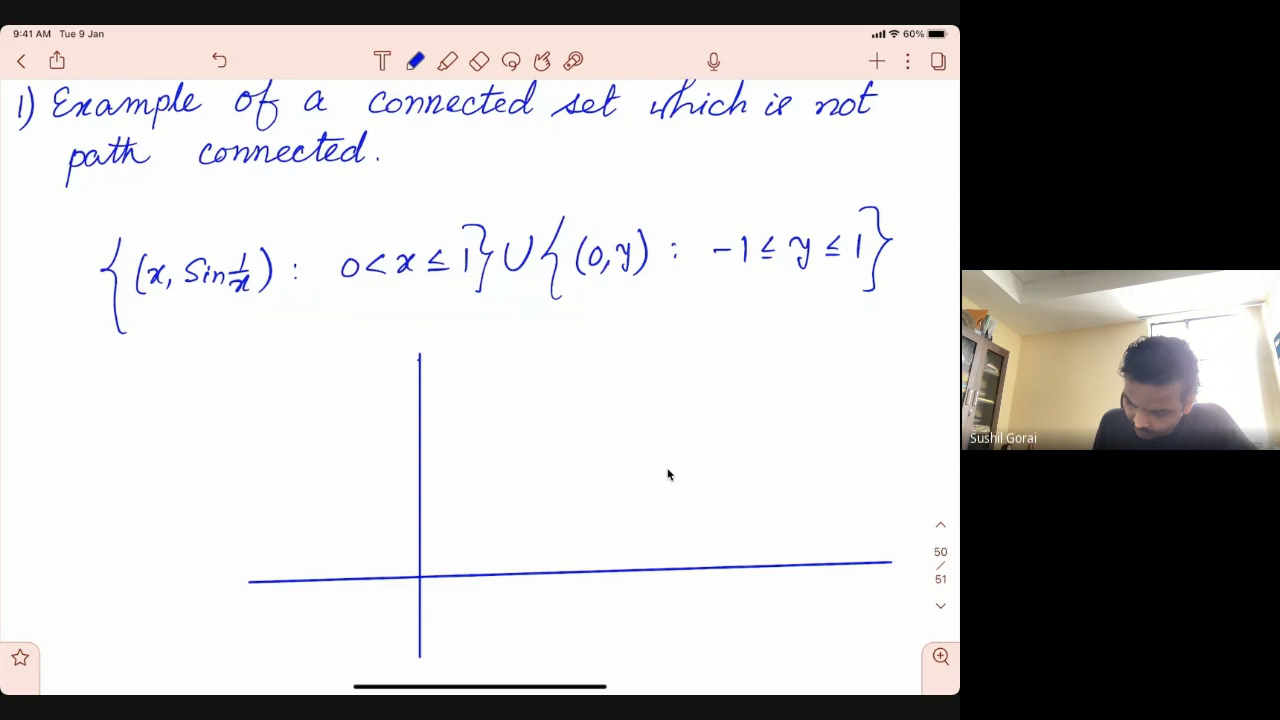 9:41 AM Tue 9 Jan
60%
1) Example of a connected set which is not
path connected.
{(x, Sin 1/x) : 0 < x ≤ 1} ∪ {(0, y) : -1 ≤ y ≤ 1}
Sushil Gorai
50
/
51